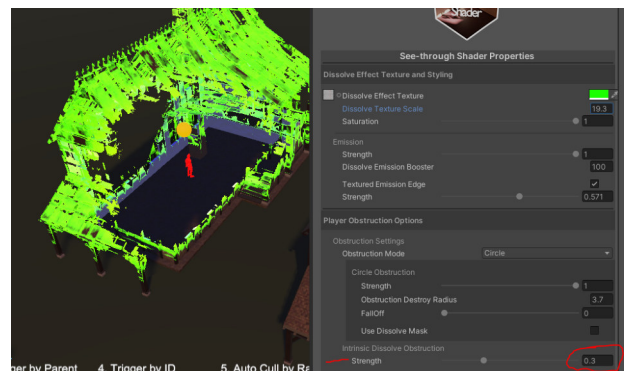 Shader
See-through Shader Properties
Dissolve Effect Texture and Styling
Dissolve Effect Texture
Dissolve Texture Scale 19.3
Saturation 1
Emission
Strength 1
Dissolve Emission Booster 100
Textured Emission Edge
Strength 0.571
Player Obstruction Options
Obstruction Settings
Obstruction Mode Circle
Circle Obstruction
Strength 1
Obstruction Destroy Radius 3.7
FallOff 0
Use Dissolve Mask
Intrinsic Dissolve Obstruction
Strength 0.3
ger by Parent 4. Trigger by ID 5. Auto Cull by Ra